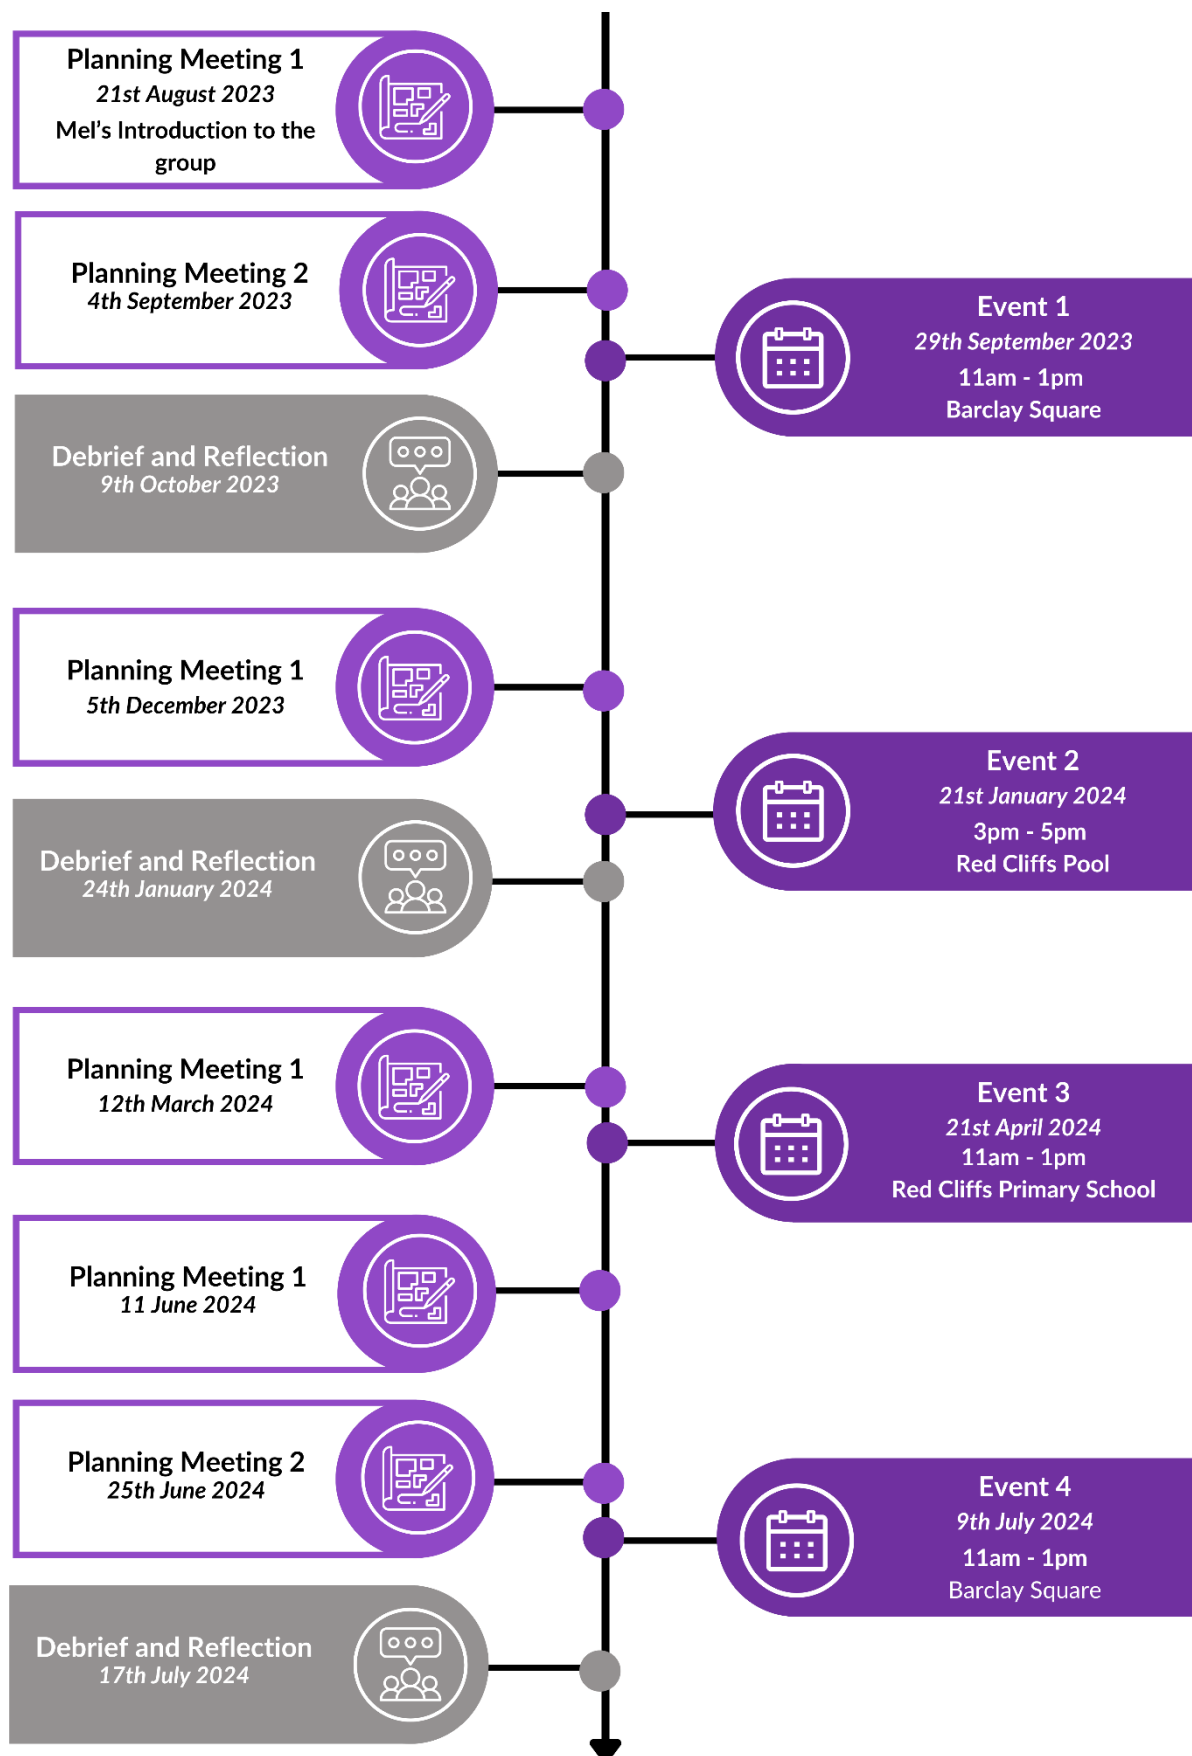 Planning Meeting 1
21st August 2023
Mel's Introduction to the
group
Planning Meeting 2
4th September 2023
Event 1
29th September 2023
11am - 1pm
Barclay Square
Debrief and Reflection
9th October 2023
Planning Meeting 1
5th December 2023
Event 2
21st January 2024
3pm - 5pm
Red Cliffs Pool
Debrief and Reflection
24th January 2024
Planning Meeting 1
12th March 2024
Event 3
21st April 2024
11am - 1pm
Red Cliffs Primary School
Planning Meeting 1
11 June 2024
Planning Meeting 2
25th June 2024
Event 4
9th July 2024
11am - 1pm
Barclay Square
Debrief and Reflection
17th July 2024